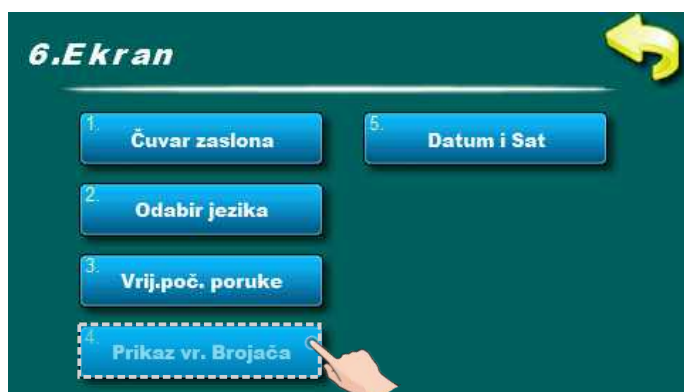 6.Ekran
1.
Čuvar zaslona
2.
Odabir jezika
3.
Vrij.poč. poruke
4.
Prikaz vr. Brojača
5.
Datum i Sat